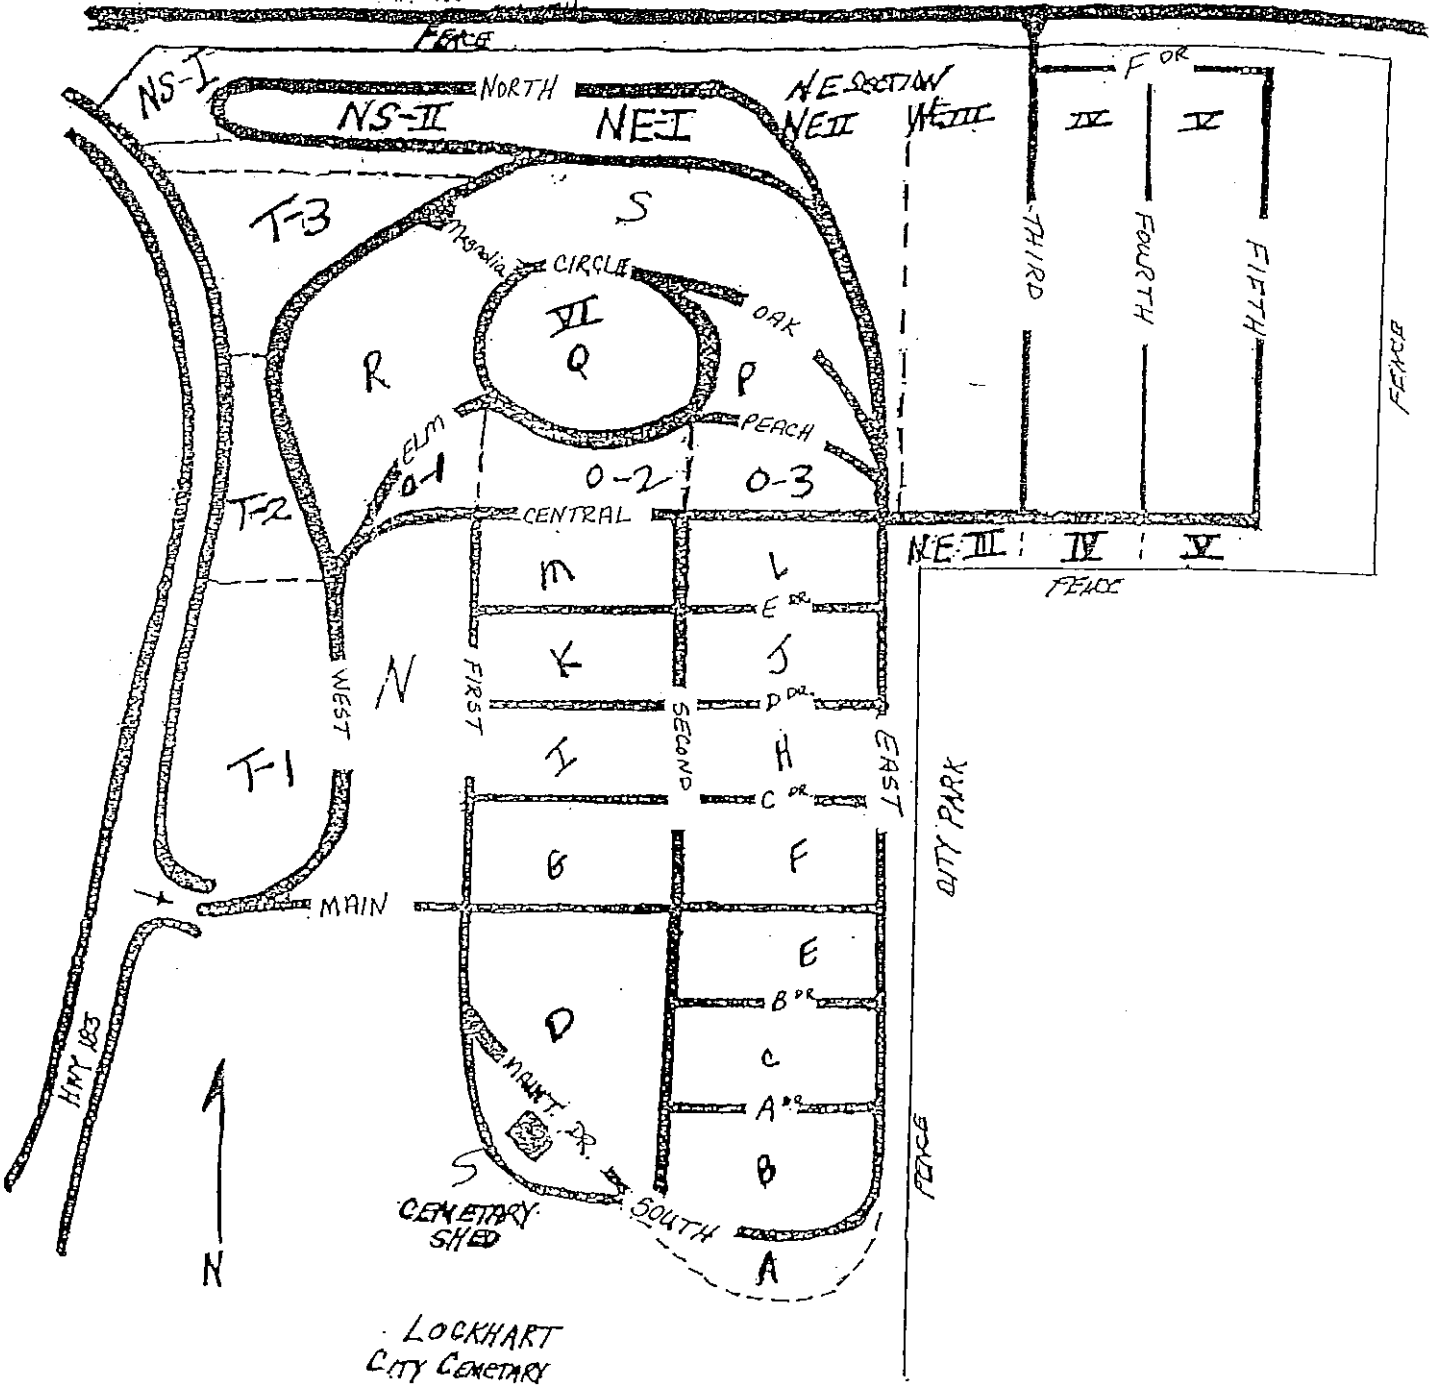 FENCE
NS-I
NORTH
NS-II
NE-I
NE SECTION
NE II
NE III
F DR
IV
V
T-3
S
Magnolia
CIRCLE
OAK
THIRD
FOURTH
FIFTH
FENCE
VI
Q
R
P
ELM
PEACH
O-1
O-2
O-3
T-2
CENTRAL
NE III
IV
V
FENCE
M
L
E DR
K
J
N
WEST
FIRST
SECOND
D DR.
EAST
T-1
I
H
C DR
CITY PARK
G
F
MAIN
E
B DR
D
C
HWY 183
MAINT. DR.
A DR
B
FENCE
S
CEMETARY
SHED
SOUTH
A
N
LOCKHART
CITY CEMETARY